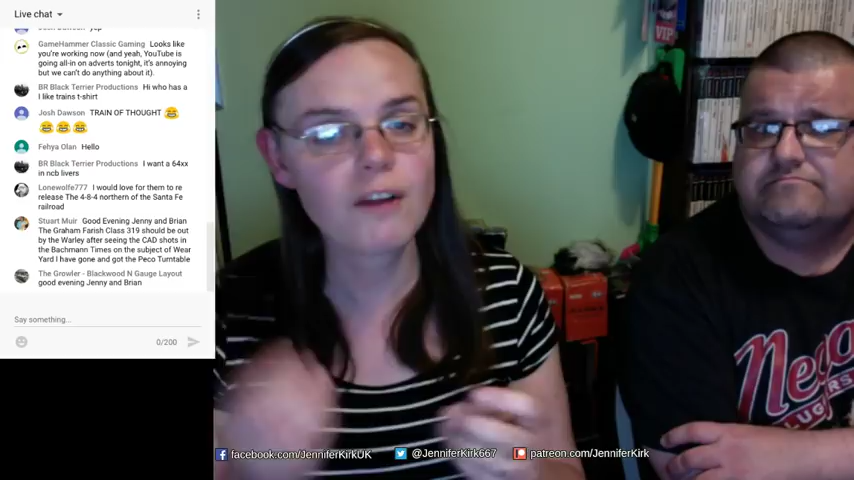 Live chat
GameHammer Classic Gaming Looks like
you're working now (and yeah, YouTube is
going all-in on adverts tonight, it's annoying
but we can't do anything about it).
BR Black Terrier Productions Hi who has a
I like trains t-shirt
Josh Dawson TRAIN OF THOUGHT 😂
😂 😂 😂
Fehya Olan Hello
BR Black Terrier Productions I want a 64xx
in ncb livers
Lonewolfe777 I would love for them to re
release The 4-8-4 northern of the Santa Fe
railroad
Stuart Muir Good Evening Jenny and Brian
The Graham Farish Class 319 should be out
by the Warley after seeing the CAD shots in
the Bachmann Times on the subject of Wear
Yard I have gone and got the Peco Turntable
The Growler - Blackwood N Gauge Layout
good evening Jenny and Brian
Say something...
0/200
VIP
facebook.com/JenniferKirkUK
@JenniferKirk667
patreon.com/JenniferKirk